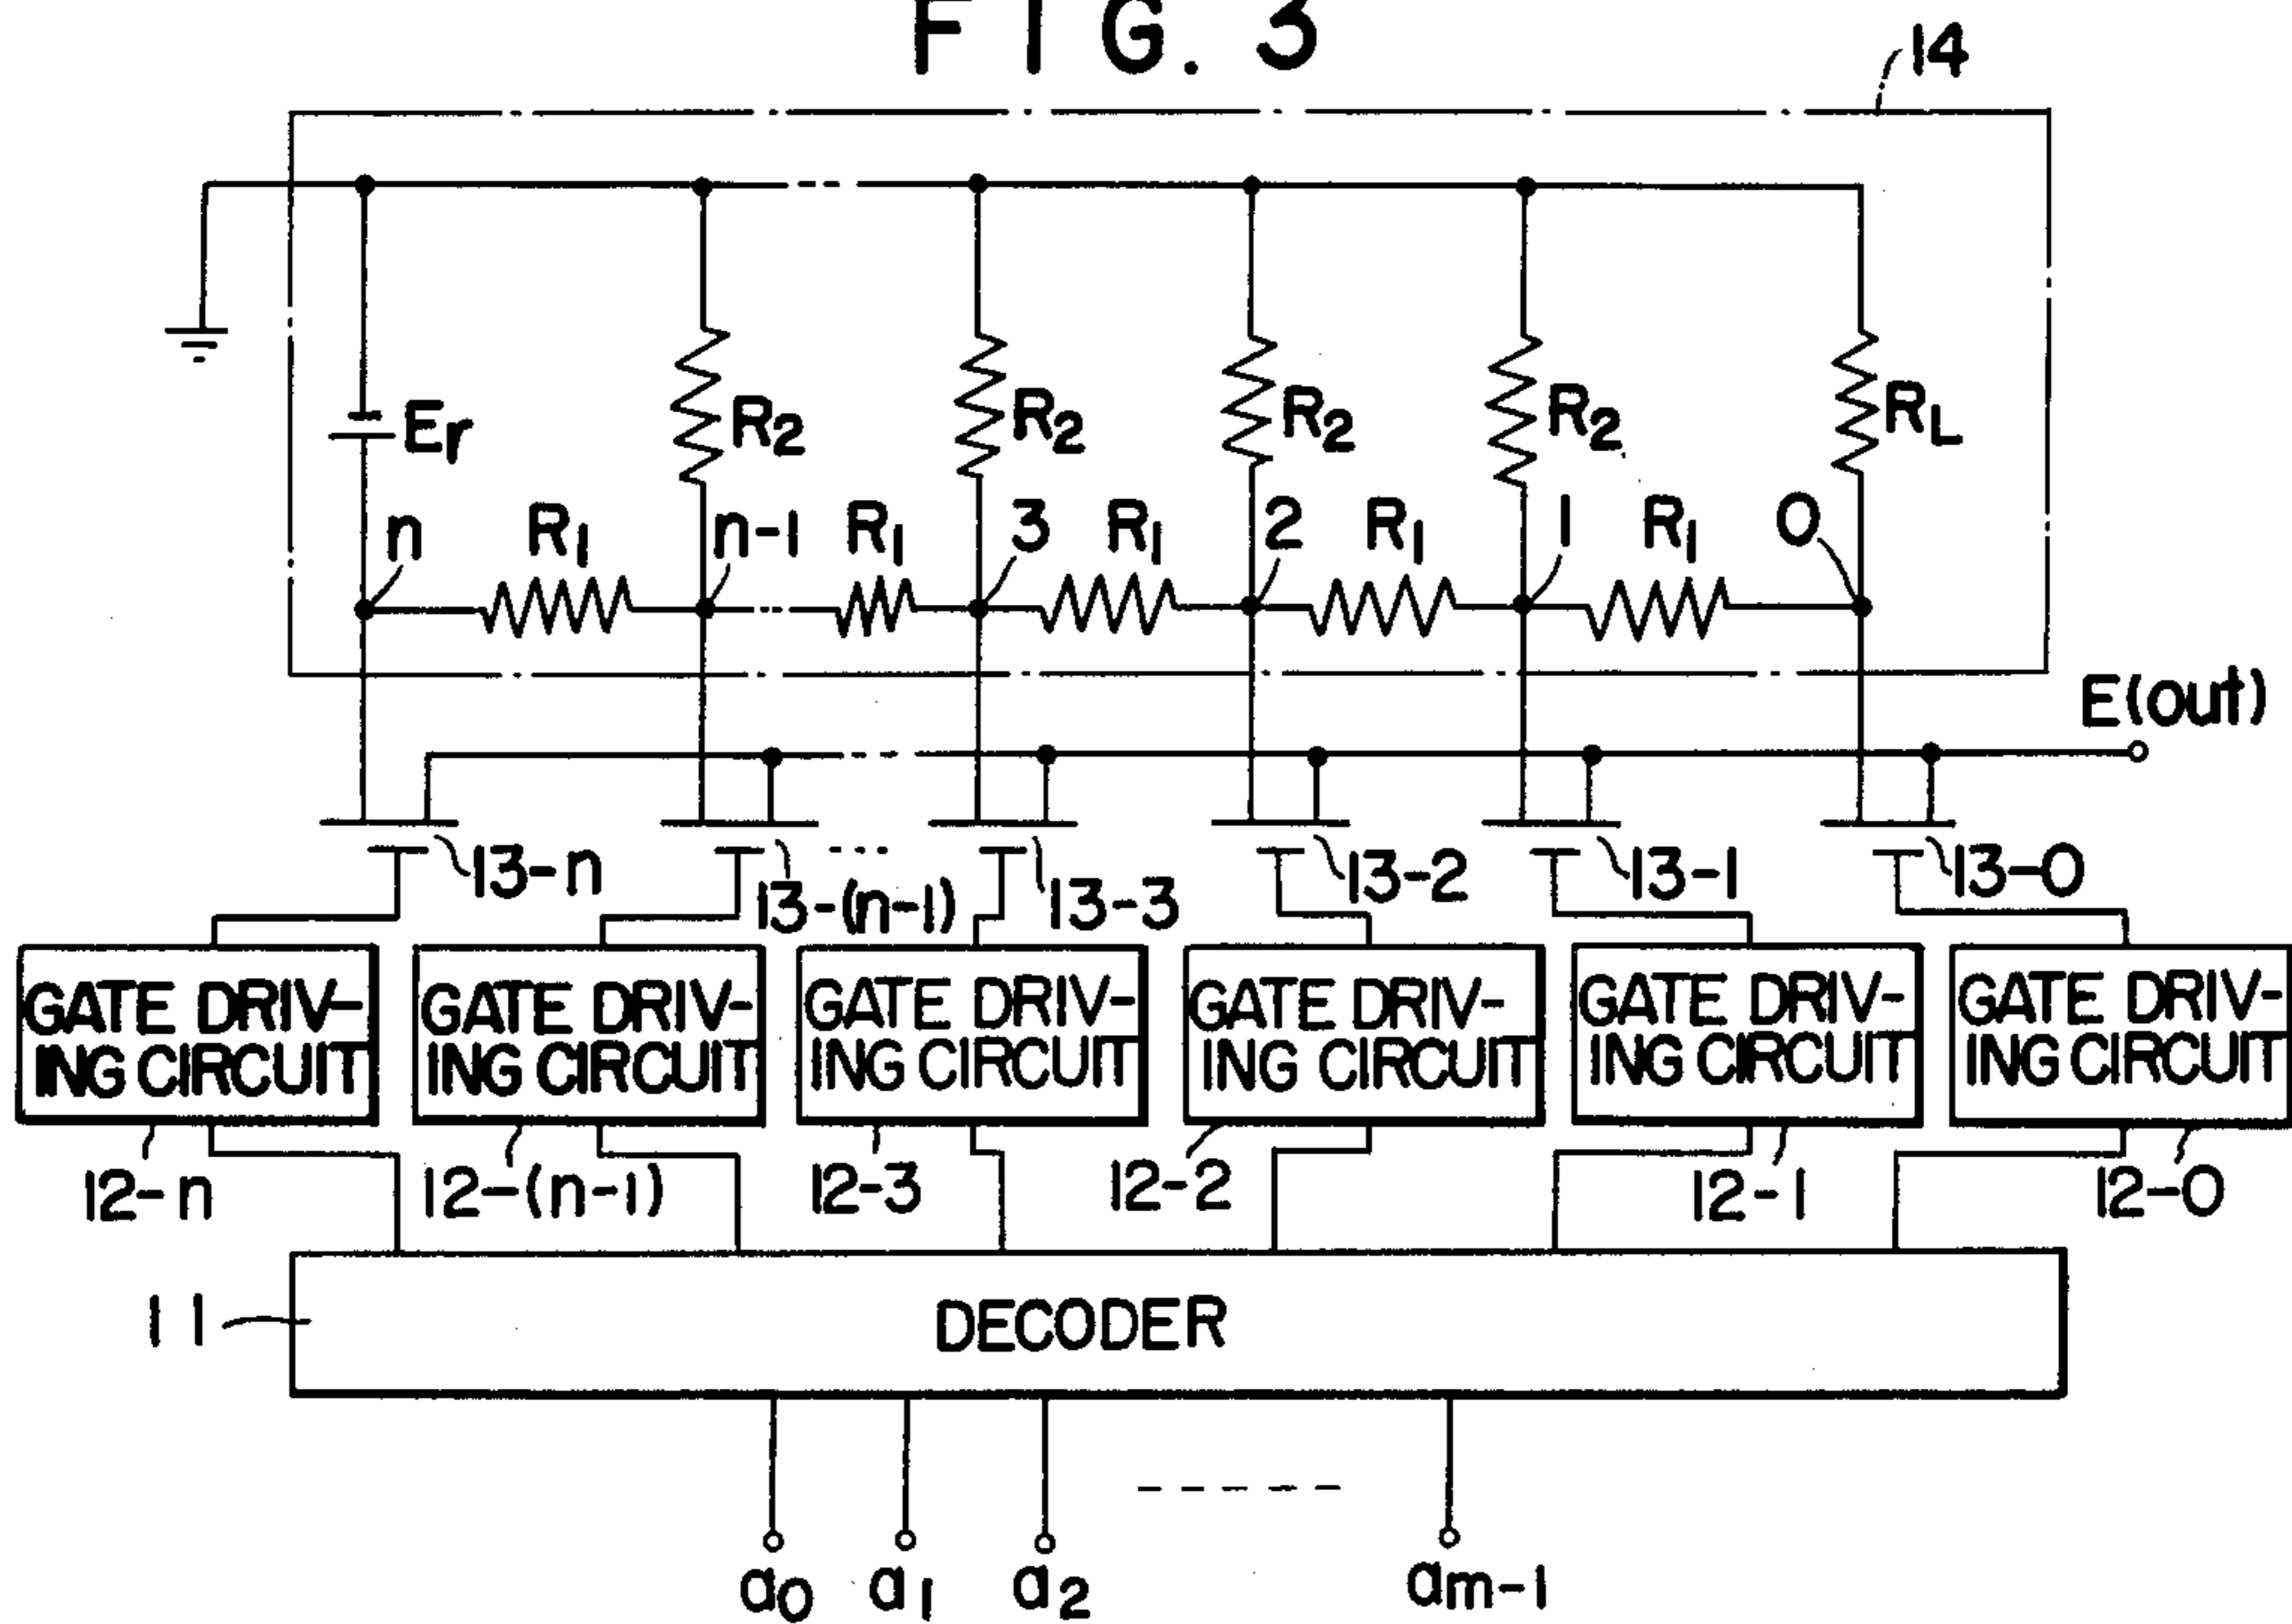 FIG. 3
14
Er
R2
R2
R2
R2
RL
n
R1
n-1
R1
3
R1
2
R1
1
R1
0
E(out)
13-n
13-(n-1)
13-3
13-2
13-1
13-0
GATE DRIV-
ING CIRCUIT
GATE DRIV-
ING CIRCUIT
GATE DRIV-
ING CIRCUIT
GATE DRIV-
ING CIRCUIT
GATE DRIV-
ING CIRCUIT
GATE DRIV-
ING CIRCUIT
12-n
12-(n-1)
12-3
12-2
12-1
12-0
11
DECODER
a0
a1
a2
am-1